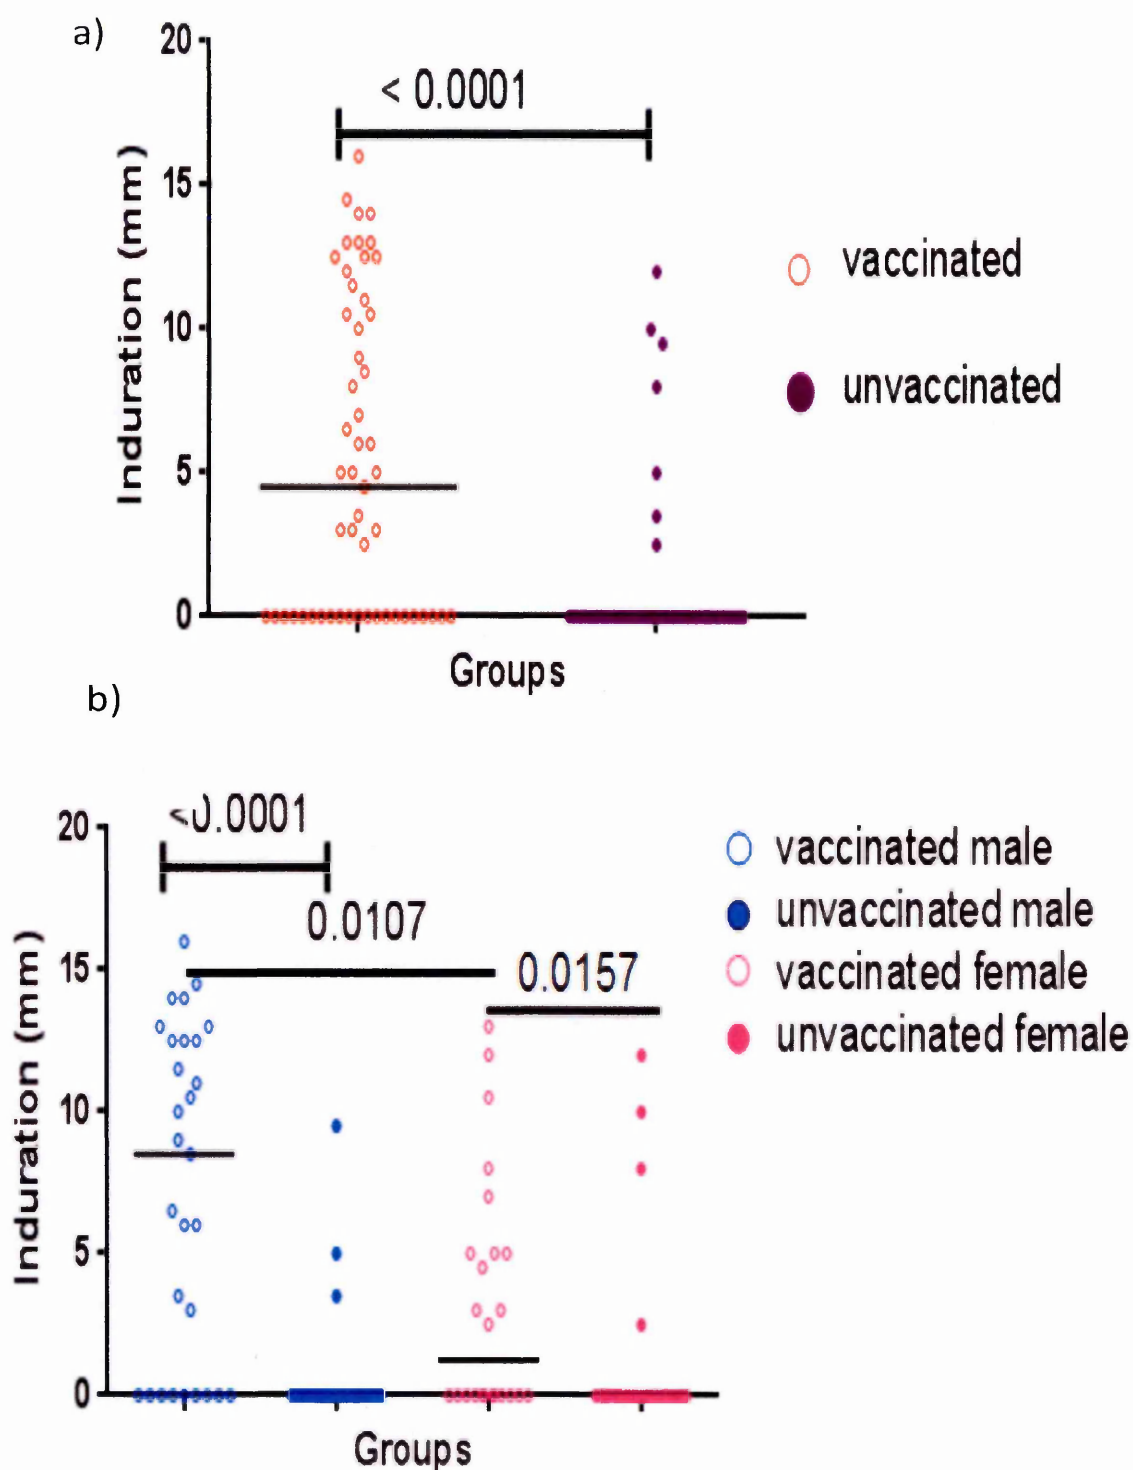 a)
20
< 0.0001
15
10
5
0
Induration (mm)
vaccinated
unvaccinated
Groups
b)
20
<0.0001
0.0107
15
0.0157
10
5
0
Induration (mm)
vaccinated male
unvaccinated male
vaccinated female
unvaccinated female
Groups